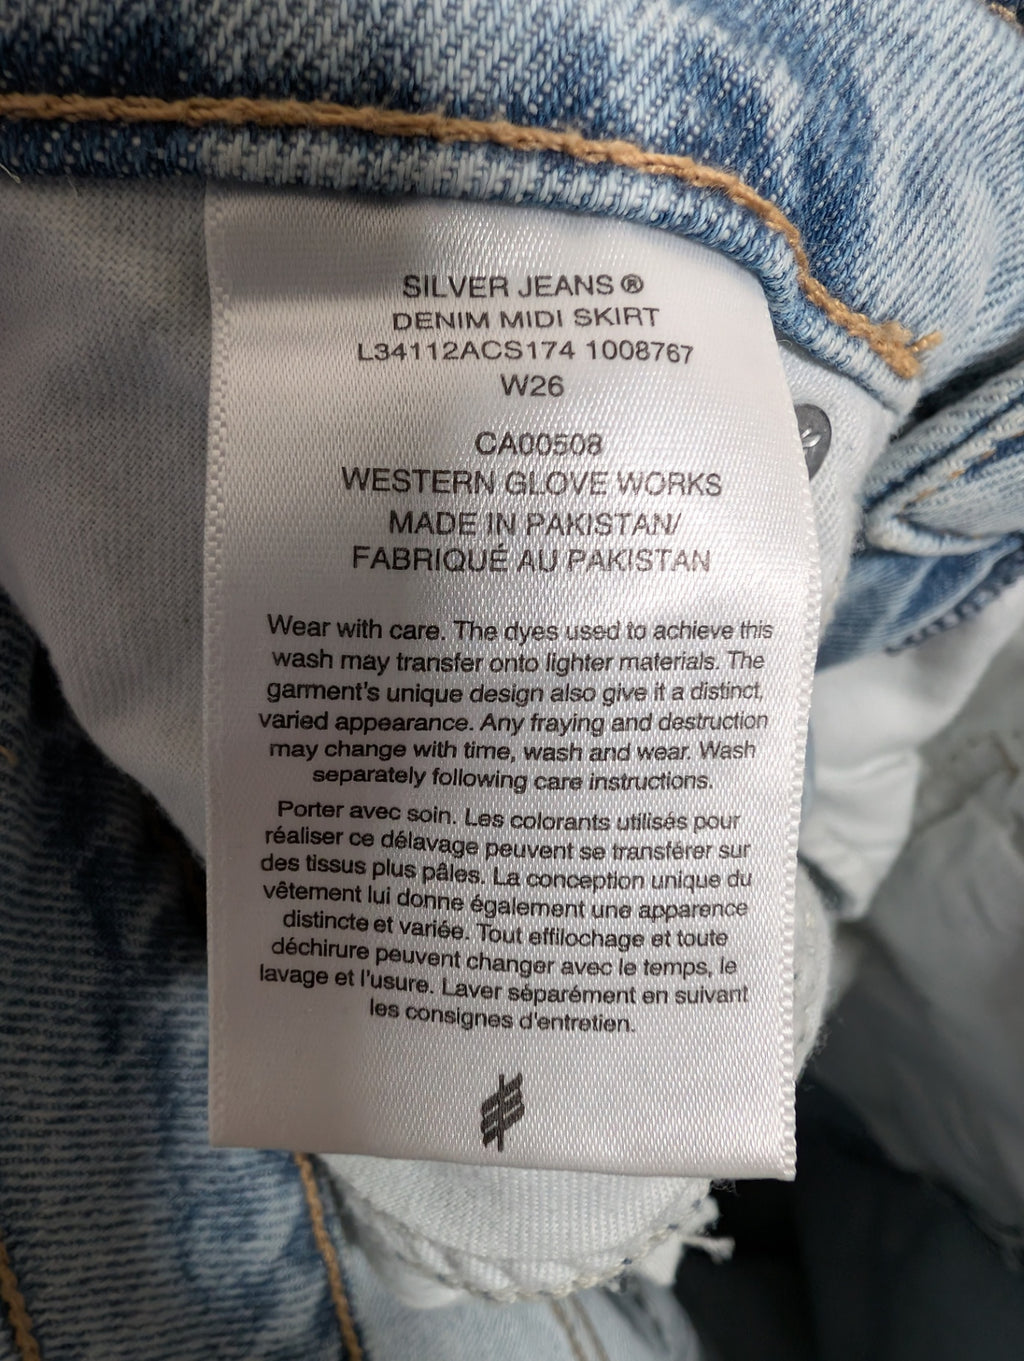 SILVER JEANS ®
DENIM MIDI SKIRT
L34112ACS174 1008767
W26
CA00508
WESTERN GLOVE WORKS
MADE IN PAKISTAN/
FABRIQUÉ AU PAKISTAN
Wear with care. The dyes used to achieve this
wash may transfer onto lighter materials. The
garment's unique design also give it a distinct,
varied appearance. Any fraying and destruction
may change with time, wash and wear. Wash
separately following care instructions.
Porter avec soin. Les colorants utilisés pour
réaliser ce délavage peuvent se transférer sur
des tissus plus pâles. La conception unique du
vêtement lui donne également une apparence
distincte et variée. Tout effilochage et toute
déchirure peuvent changer avec le temps, le
lavage et l'usure. Laver séparément en suivant
les consignes d'entretien.